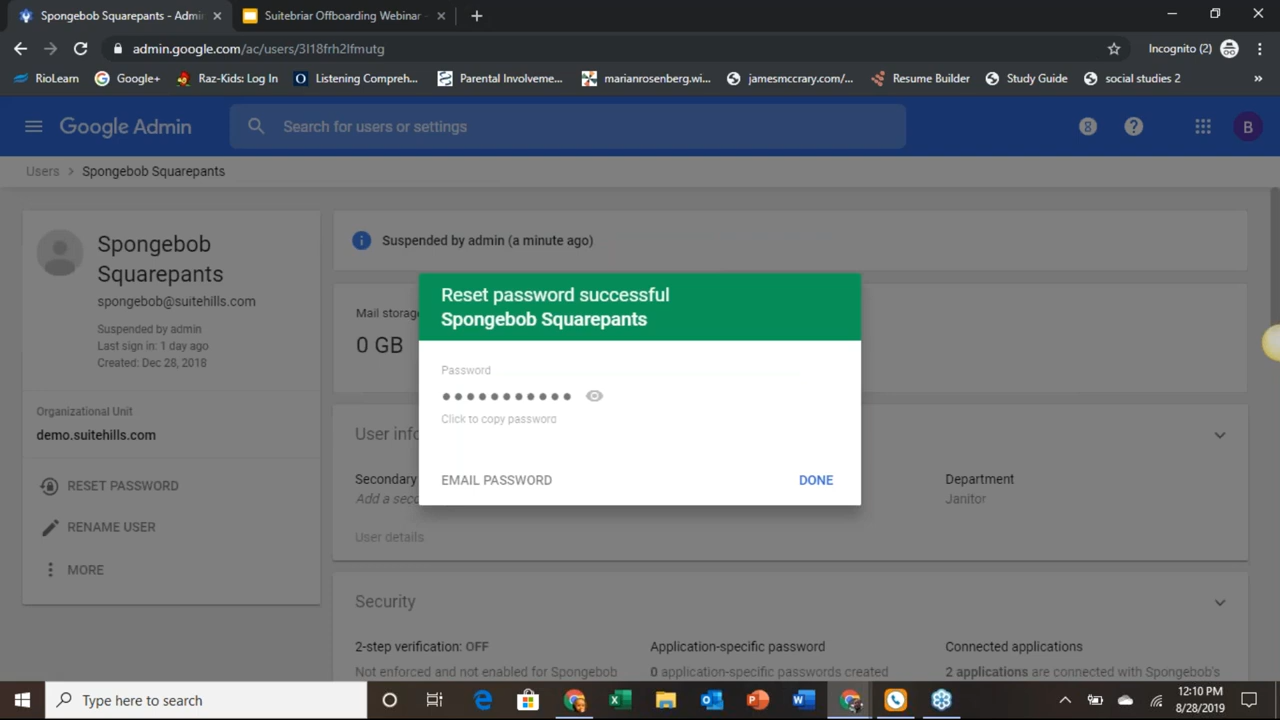 Spongebob Squarepants - Admi
Suitebriar Offboarding Webinar -
admin.google.com/ac/users/3l18frh2lfmutg
Incognito (2)
RioLearn
Google+
Raz-Kids: Log In
Listening Compreh...
Parental Involveme...
marianrosenberg.wi...
jamesmccrary.com/...
Resume Builder
Study Guide
social studies 2
»
Google Admin
Search for users or settings
8
?
B
Users > Spongebob Squarepants
Spongebob
Squarepants
spongebob@suitehills.com
Suspended by admin
Last sign in: 1 day ago
Created: Dec 28, 2018
Organizational Unit
demo.suitehills.com
RESET PASSWORD
RENAME USER
MORE
Suspended by admin (a minute ago)
Mail storag
0 GB
Reset password successful
Spongebob Squarepants
Password
•••••••••••
Click to copy password
EMAIL PASSWORD
DONE
User info
Secondary
Add a seco
User details
Department
Janitor
Security
2-step verification: OFF
Not enforced and not enabled for Spongebob
Application-specific password
0 application-specific passwords created
Connected applications
2 applications are connected with Spongebob's
Type here to search
12:10 PM
8/28/2019